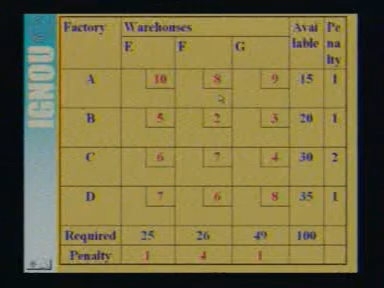 Factory Warehouses Avai lable Pe na lty
E F G
A 10 8 9 15 1
B 5 2 3 20 1
C 6 7 4 30 2
D 7 6 8 35 1
Required 25 26 49 100
Penalty 1 4 1
IGNOU